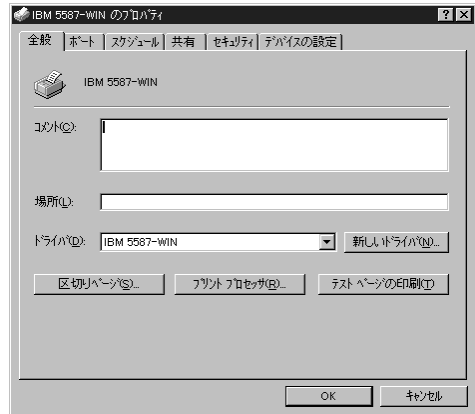 IBM 5587-WIN のﾌﾟﾛﾊﾟﾃｨ
全般 ﾎﾟｰﾄ ｽｹｼﾞｭｰﾙ 共有 ｾｷｭﾘﾃｨ ﾃﾞﾊﾞｲｽの設定
IBM 5587-WIN
ｺﾒﾝﾄ(C):
場所(L):
ﾄﾞﾗｲﾊﾞ(D): IBM 5587-WIN 新しいﾄﾞﾗｲﾊﾞ(N)...
区切りﾍﾟｰｼﾞ(S)... ﾌﾟﾘﾝﾄ ﾌﾟﾛｾｯｻ(R)... ﾃｽﾄ ﾍﾟｰｼﾞの印刷(T)
OK ｷｬﾝｾﾙ